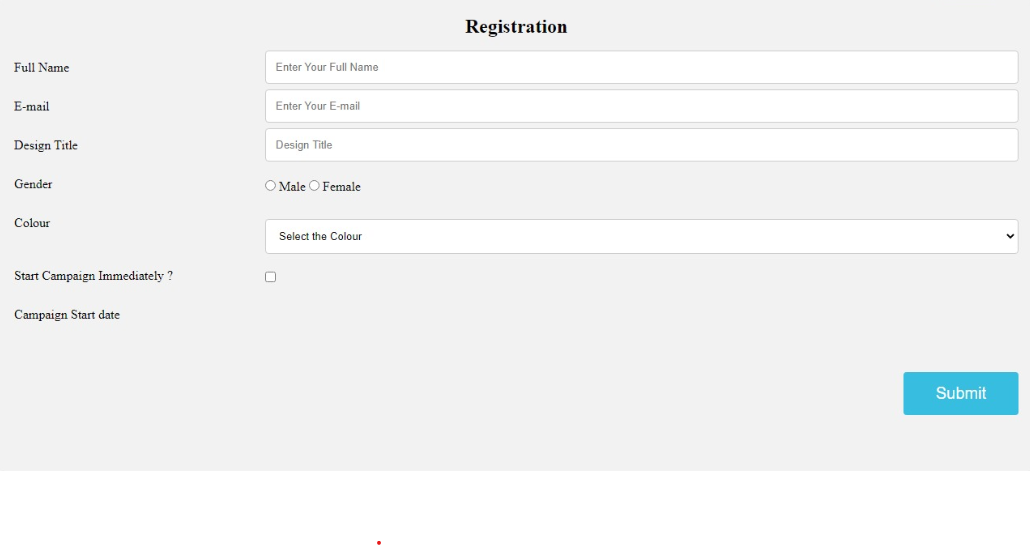 Registration
Full Name Enter Your Full Name
E-mail Enter Your E-mail
Design Title Design Title
Gender Male Female
Colour Select the Colour
Start Campaign Immediately ?
Campaign Start date
Submit